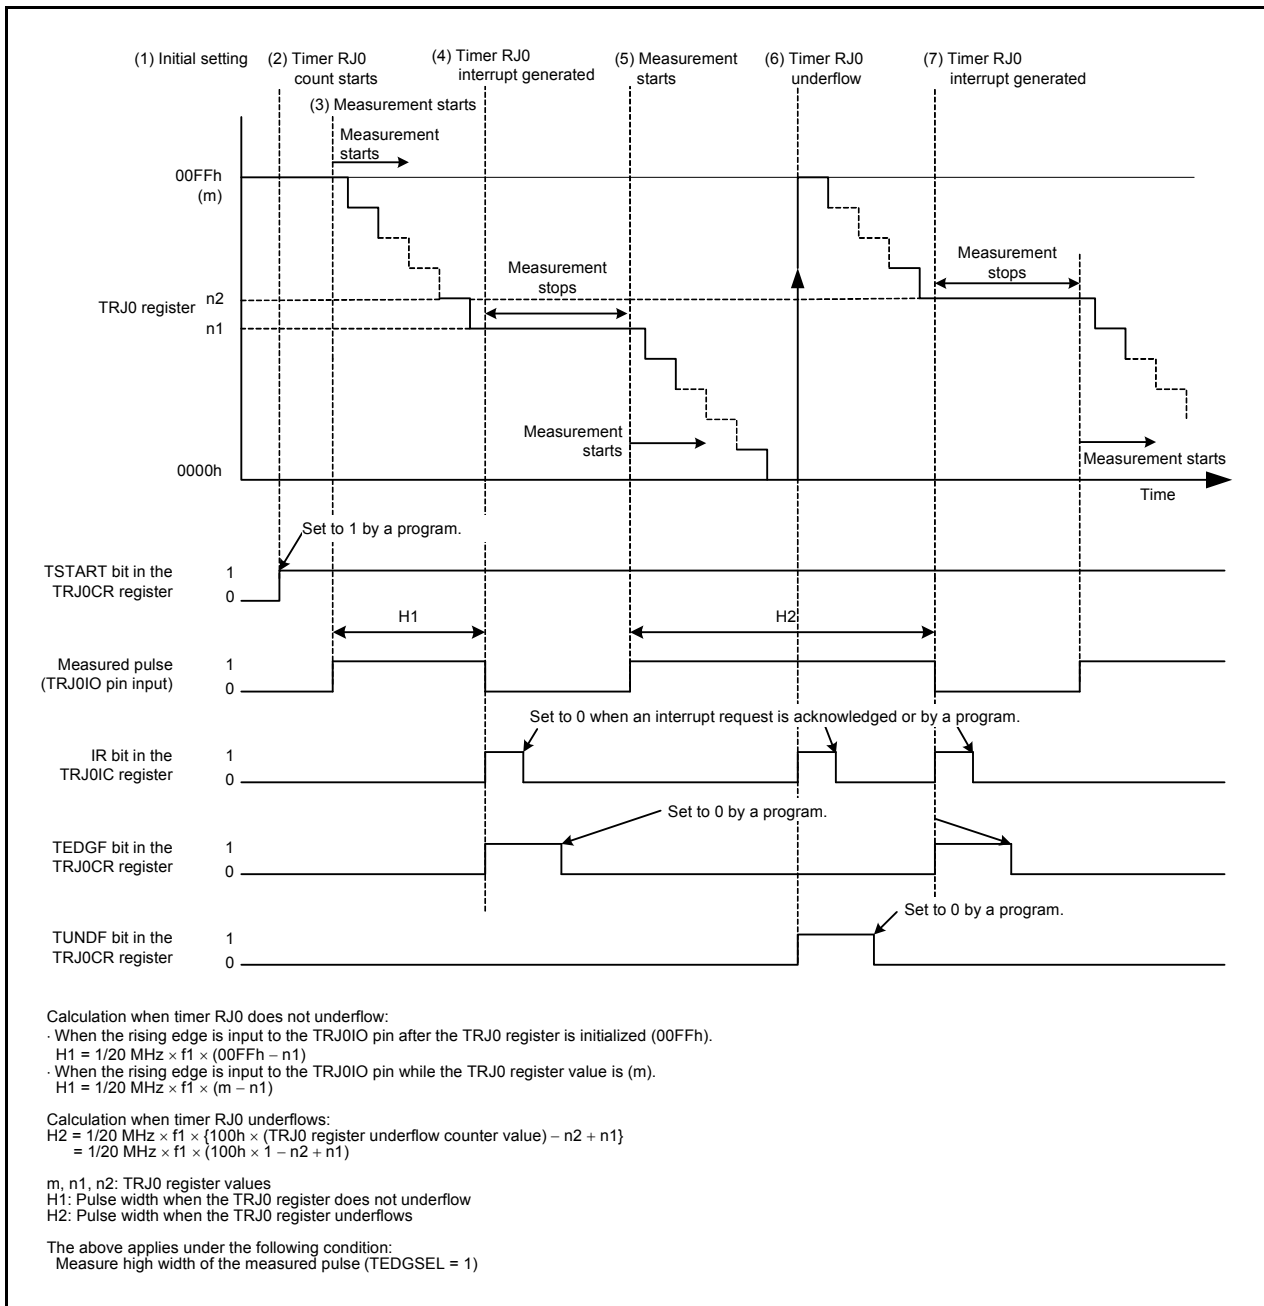 (1) Initial setting
(2) Timer RJ0
count starts
(3) Measurement starts
(4) Timer RJ0
interrupt generated
(5) Measurement
starts
(6) Timer RJ0
underflow
(7) Timer RJ0
interrupt generated
Measurement
starts
00FFh
(m)
Measurement
stops
Measurement
stops
TRJ0 register
n2
n1
Measurement
starts
Measurement starts
0000h
Time
Set to 1 by a program.
TSTART bit in the
TRJ0CR register
1
0
H1
H2
Measured pulse
(TRJ0IO pin input)
1
0
Set to 0 when an interrupt request is acknowledged or by a program.
IR bit in the
TRJ0IC register
1
0
Set to 0 by a program.
TEDGF bit in the
TRJ0CR register
1
0
Set to 0 by a program.
TUNDF bit in the
TRJ0CR register
1
0
Calculation when timer RJ0 does not underflow:
· When the rising edge is input to the TRJ0IO pin after the TRJ0 register is initialized (00FFh).
H1 = 1/20 MHz × f1 × (00FFh − n1)
· When the rising edge is input to the TRJ0IO pin while the TRJ0 register value is (m).
H1 = 1/20 MHz × f1 × (m − n1)
Calculation when timer RJ0 underflows:
H2 = 1/20 MHz × f1 × {100h × (TRJ0 register underflow counter value) − n2 + n1}
= 1/20 MHz × f1 × (100h × 1 − n2 + n1)
m, n1, n2: TRJ0 register values
H1: Pulse width when the TRJ0 register does not underflow
H2: Pulse width when the TRJ0 register underflows
The above applies under the following condition:
Measure high width of the measured pulse (TEDGSEL = 1)